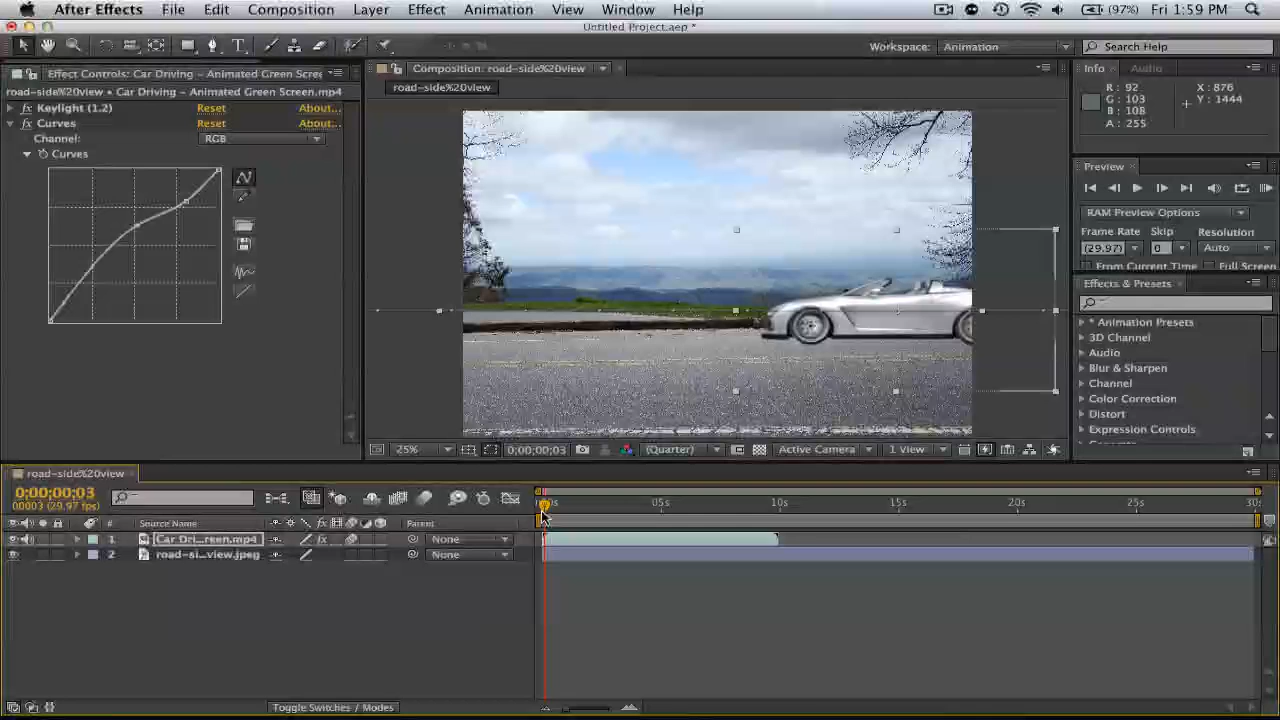 After Effects File Edit Composition Layer Effect Animation View Window Help (97%) Fri 1:59 PM
Untitled Project.aep *
Workspace: Animation Search Help
Effect Controls: Car Driving – Animated Green Scree
Composition: road-side%20view
Info Audio
road-side%20view • Car Driving – Animated Green Screen.mp4
road-side%20view
R: 92 X: 876
G: 103 Y: 1444
B: 108
A: 255
fx Keylight (1.2) Reset About...
fx Curves Reset About...
Channel: RGB
Curves
Preview
RAM Preview Options
Frame Rate Skip Resolution
(29.97) 0 Auto
From Current Time Full Screen
Effects & Presets
* Animation Presets
3D Channel
Audio
Blur & Sharpen
Channel
Color Correction
Distort
Expression Controls
25% 0;00;00;03 (Quarter) Active Camera 1 View
road-side%20view
0;00;00;03
00003 (29.97 fps)
05s 10s 15s 20s 25s 30s
# Source Name Parent
1 Car Dri...reen.mp4 fx None
2 road-si...view.jpeg None
Toggle Switches / Modes